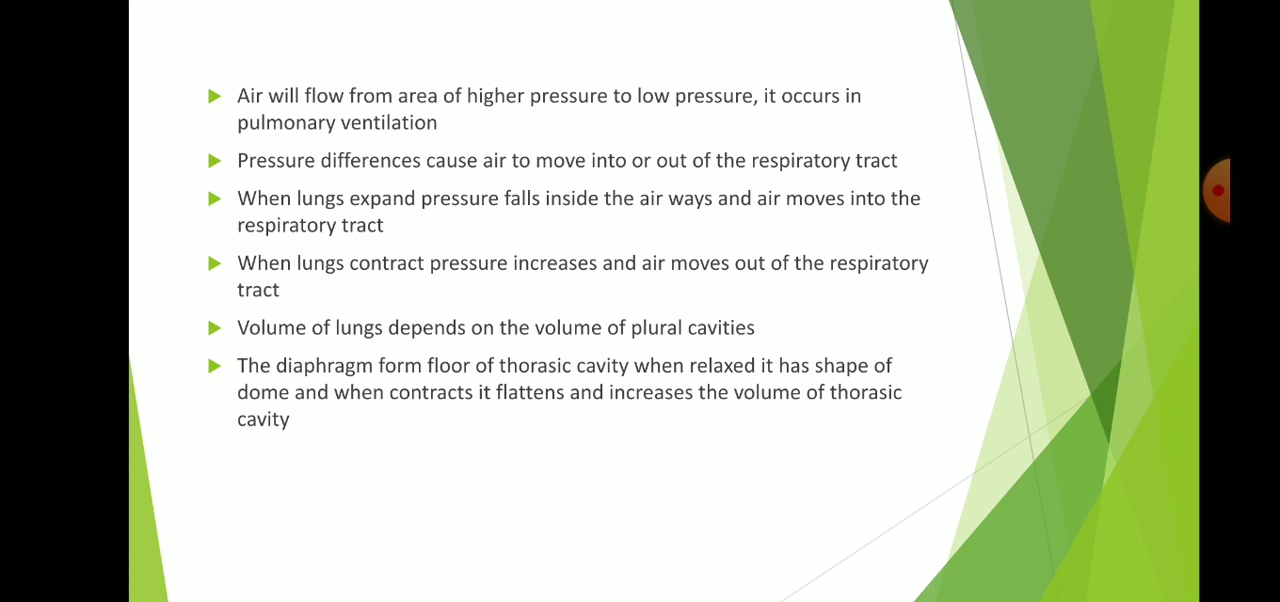 Air will flow from area of higher pressure to low pressure, it occurs in
pulmonary ventilation
Pressure differences cause air to move into or out of the respiratory tract
When lungs expand pressure falls inside the air ways and air moves into the
respiratory tract
When lungs contract pressure increases and air moves out of the respiratory
tract
Volume of lungs depends on the volume of plural cavities
The diaphragm form floor of thorasic cavity when relaxed it has shape of
dome and when contracts it flattens and increases the volume of thorasic
cavity